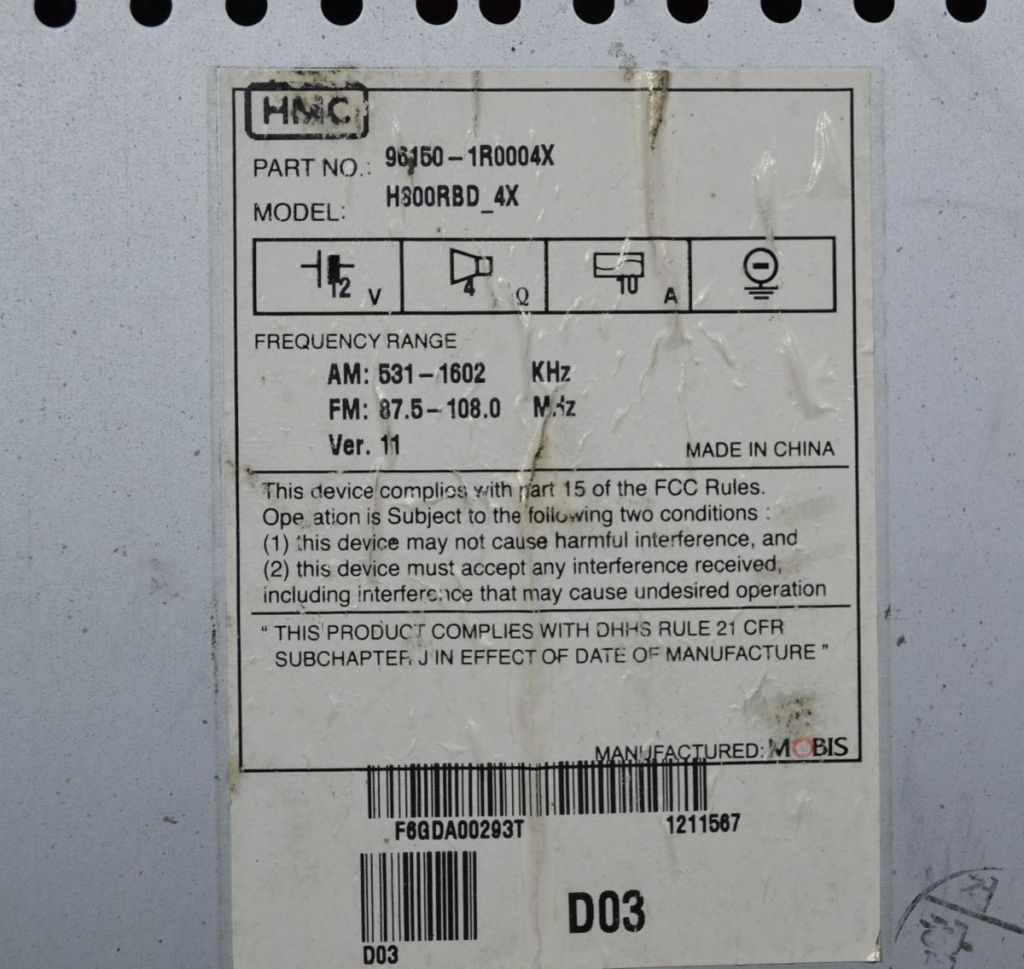 HMC
PART NO.: 96150-1R0004X
MODEL: H800RBD_4X
12 V
4 Ω
10 A
FREQUENCY RANGE
AM: 531-1602 KHz
FM: 87.5-108.0 MHz
Ver. 11
MADE IN CHINA
This device complies with part 15 of the FCC Rules.
Operation is Subject to the following two conditions :
(1) this device may not cause harmful interference, and
(2) this device must accept any interference received,
including interference that may cause undesired operation
“ THIS PRODUCT COMPLIES WITH DHHS RULE 21 CFR
SUBCHAPTER J IN EFFECT OF DATE OF MANUFACTURE ”
MANUFACTURED: MOBIS
F6GDA00293T 1211567
D03
D03